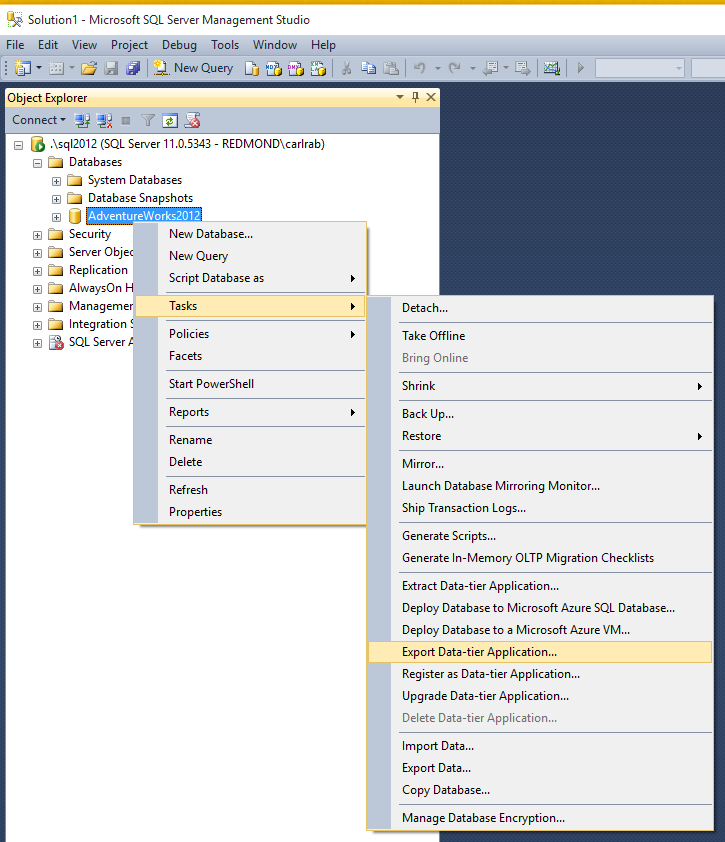 Solution1 - Microsoft SQL Server Management Studio
File Edit View Project Debug Tools Window Help
New Query
Object Explorer
Connect
.\sql2012 (SQL Server 11.0.5343 - REDMOND\carlrab)
Databases
System Databases
Database Snapshots
AdventureWorks2012
Security
Server Objec
Replication
AlwaysOn H
Managemen
Integration S
SQL Server A
New Database...
New Query
Script Database as
Tasks
Policies
Facets
Start PowerShell
Reports
Rename
Delete
Refresh
Properties
Detach...
Take Offline
Bring Online
Shrink
Back Up...
Restore
Mirror...
Launch Database Mirroring Monitor...
Ship Transaction Logs...
Generate Scripts...
Generate In-Memory OLTP Migration Checklists
Extract Data-tier Application...
Deploy Database to Microsoft Azure SQL Database...
Deploy Database to a Microsoft Azure VM...
Export Data-tier Application...
Register as Data-tier Application...
Upgrade Data-tier Application...
Delete Data-tier Application...
Import Data...
Export Data...
Copy Database...
Manage Database Encryption...